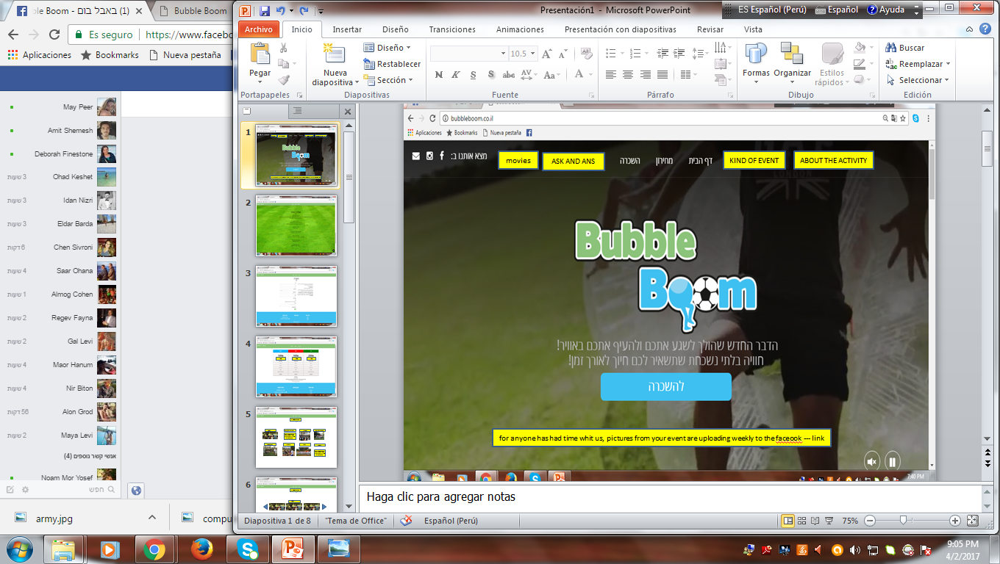 (1) באבל בום - ble Boom
Bubble Boom
Es seguro
https://www.facebo
Aplicaciones
Bookmarks
Nueva pestaña
May Peer
Amit Shemesh
Deborah Finestone
Ohad Keshet 3 שעות
Idan Nizri 3 שעות
Eldar Barda 3 שעות
Chen Sivroni 6 דקות
Saar Ohana 4 שעות
Almog Cohen 1 שעות
Regev Fayna 2 שעות
Gal Levi 2 שעות
Maor Hanum 4 שעות
Nir Biton 4 שעות
Alon Grod 56 דקות
Maya Levi 2 שעות
אנשי קשר נוספים (4)
Noam Mor Yosef
חפש
army.jpg
compu
Presentación1 - Microsoft PowerPoint
ES Español (Perú)
Español
Ayuda
Archivo
Inicio
Insertar
Diseño
Transiciones
Animaciones
Presentación con diapositivas
Revisar
Vista
Pegar
Nueva
diapositiva
Diseño
Restablecer
Sección
10.5
Formas
Organizar
Estilos
rápidos
Buscar
Reemplazar
Seleccionar
Portapapeles
Diapositivas
Fuente
Párrafo
Dibujo
Edición
1
2
3
4
5
6
bubbleboom.co.il
Aplicaciones
Bookmarks
Nueva pestaña
מצא אותנו ב:
movies
ASK AND ANS
השכרה
מחירון
דף הבית
KIND OF EVENT
ABOUT THE ACTIVITY
LONDON
Bubble
Boom
הדבר החדש שהולך לשגע אתכם ולהעיף אתכם באוויר!
חוויה בלתי נשכחת שתשאיר לכם חיוך לאורך זמן!
להשכרה
for anyone has had time whit us, pictures from your event are uploading weekly to the faceook --- link
7:40 PM
Haga clic para agregar notas
Diapositiva 1 de 8
"Tema de Office"
Español (Perú)
75%
9:05 PM
4/2/2017